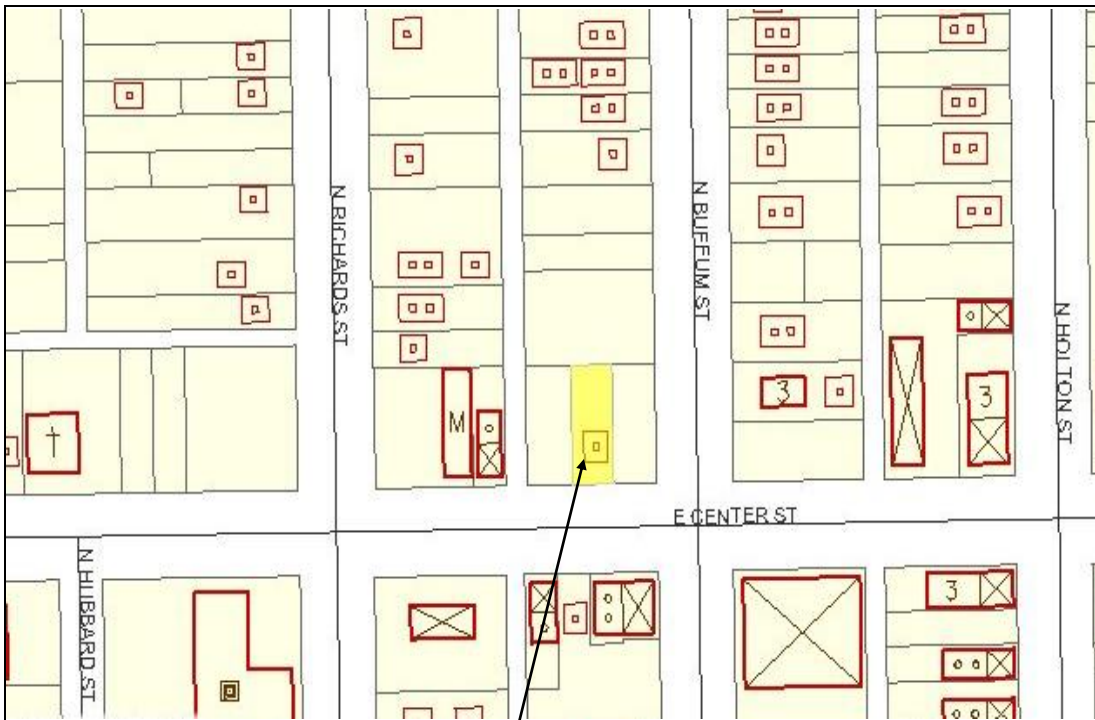 N RICHARDS ST
N BUFFUM ST
N HOLTON ST
M
3
3
E CENTER ST
N HUBBARD ST
3